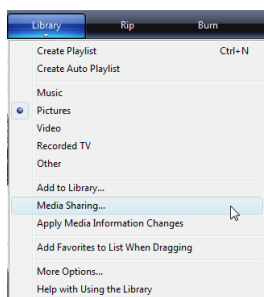 Library Rip Burn
Create Playlist Ctrl+N
Create Auto Playlist
Music
Pictures
Video
Recorded TV
Other
Add to Library...
Media Sharing...
Apply Media Information Changes
Add Favorites to List When Dragging
More Options...
Help with Using the Library